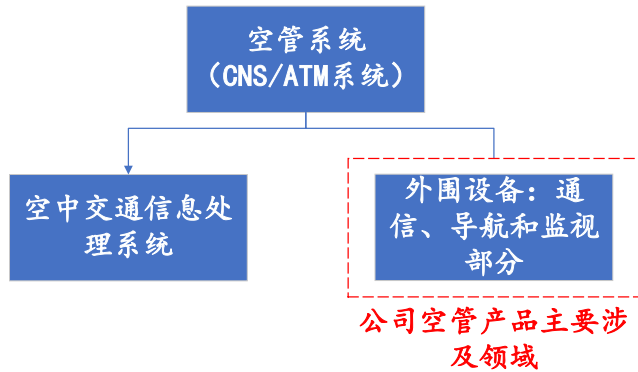 空管系统
（CNS/ATM系统）
空中交通信息处
理系统
外围设备：通
信、导航和监视
部分
公司空管产品主要涉
及领域